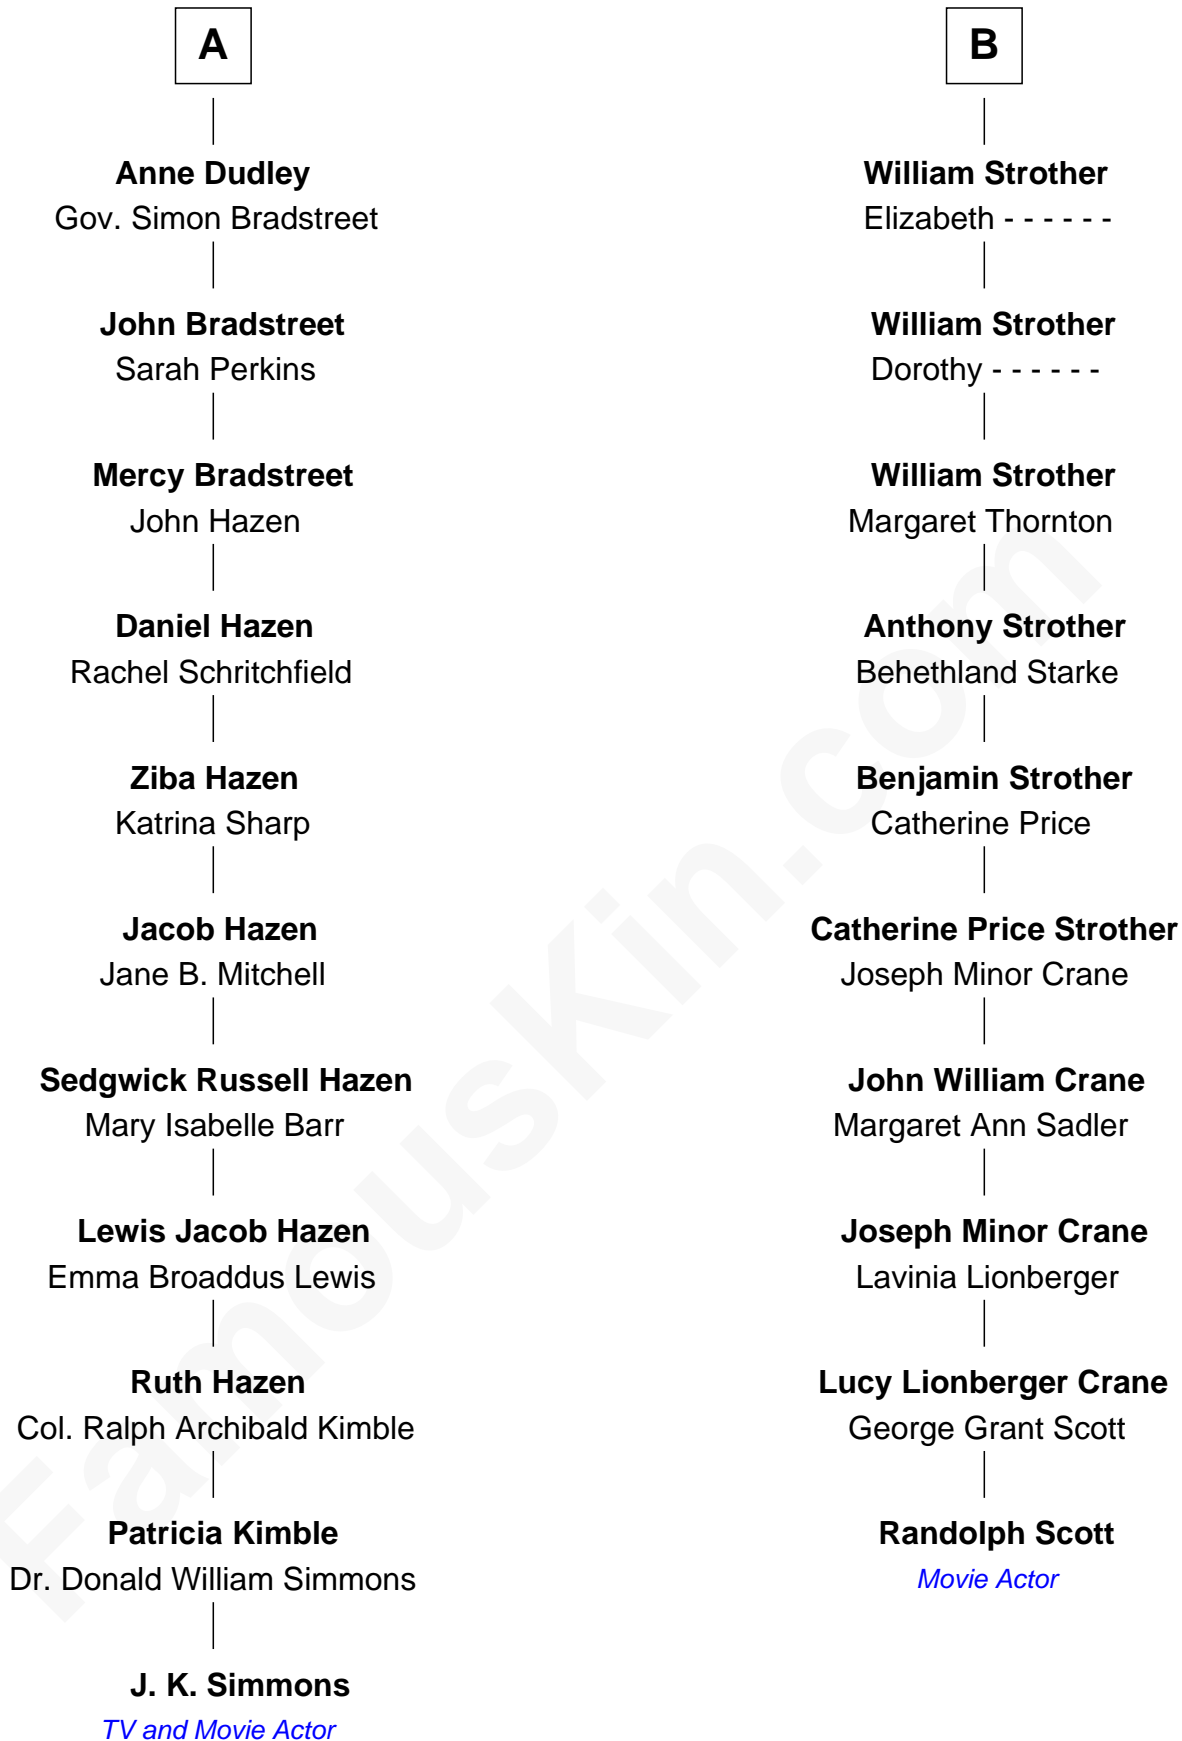 A
Anne Dudley
Gov. Simon Bradstreet
John Bradstreet
Sarah Perkins
Mercy Bradstreet
John Hazen
Daniel Hazen
Rachel Schritchfield
Ziba Hazen
Katrina Sharp
Jacob Hazen
Jane B. Mitchell
Sedgwick Russell Hazen
Mary Isabelle Barr
Lewis Jacob Hazen
Emma Broaddus Lewis
Ruth Hazen
Col. Ralph Archibald Kimble
Patricia Kimble
Dr. Donald William Simmons
J. K. Simmons
TV and Movie Actor
B
William Strother
Elizabeth - - - - - -
William Strother
Dorothy - - - - - -
William Strother
Margaret Thornton
Anthony Strother
Behethland Starke
Benjamin Strother
Catherine Price
Catherine Price Strother
Joseph Minor Crane
John William Crane
Margaret Ann Sadler
Joseph Minor Crane
Lavinia Lionberger
Lucy Lionberger Crane
George Grant Scott
Randolph Scott
Movie Actor
FamousKin.com